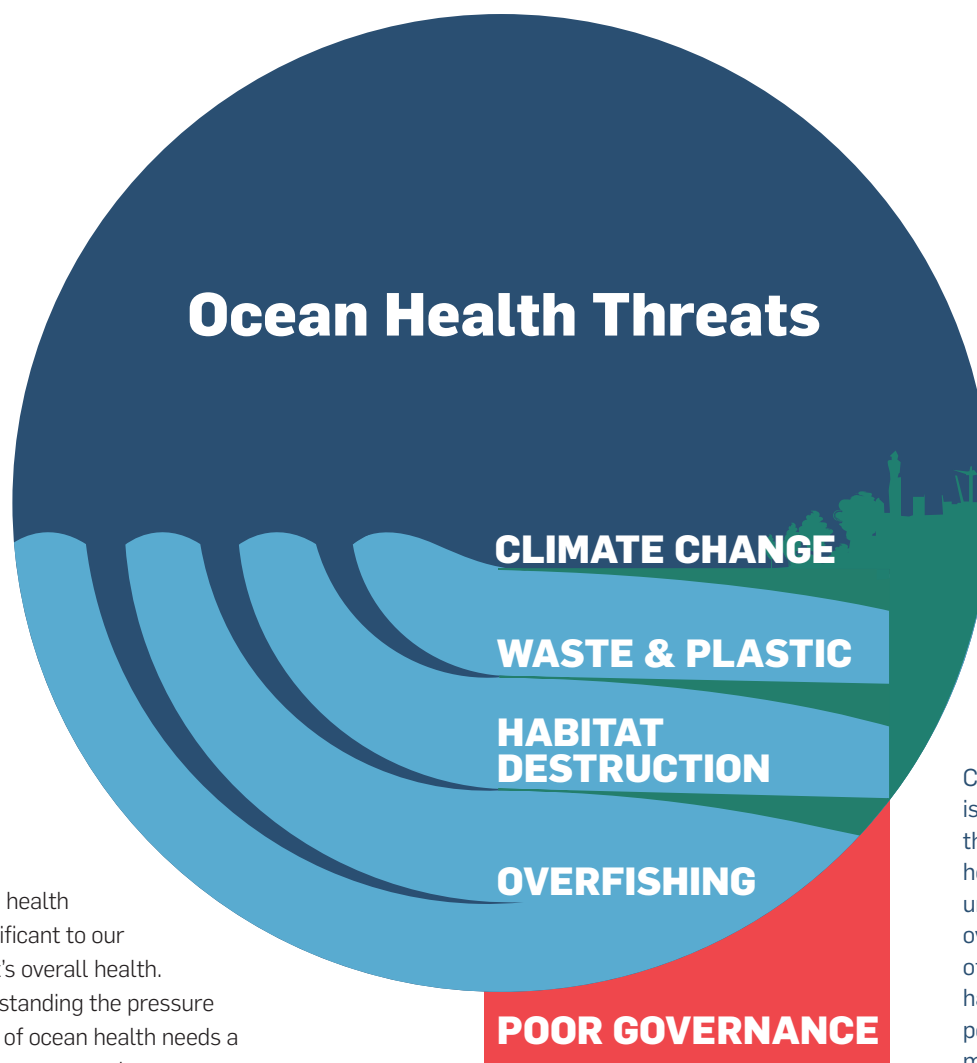 Ocean Health Threats
CLIMATE CHANGE
WASTE & PLASTIC
HABITAT
DESTRUCTION
OVERFISHING
POOR GOVERNANCE
health
ificant to our
's overall health.
standing the pressure
of ocean health needs a